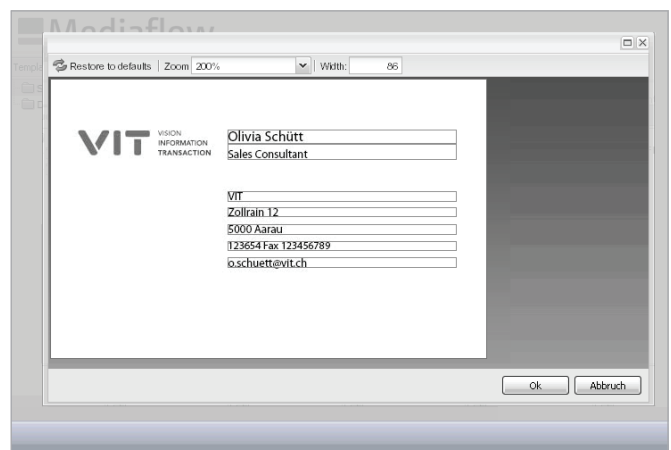 Mediaflow
Restore to defaults Zoom 200% Width: 86
VIT VISION
INFORMATION
TRANSACTION
Olivia Schütt
Sales Consultant
VIT
Zollrain 12
5000 Aarau
123654 Fax 123456789
o.schuett@vit.ch
Ok Abbruch